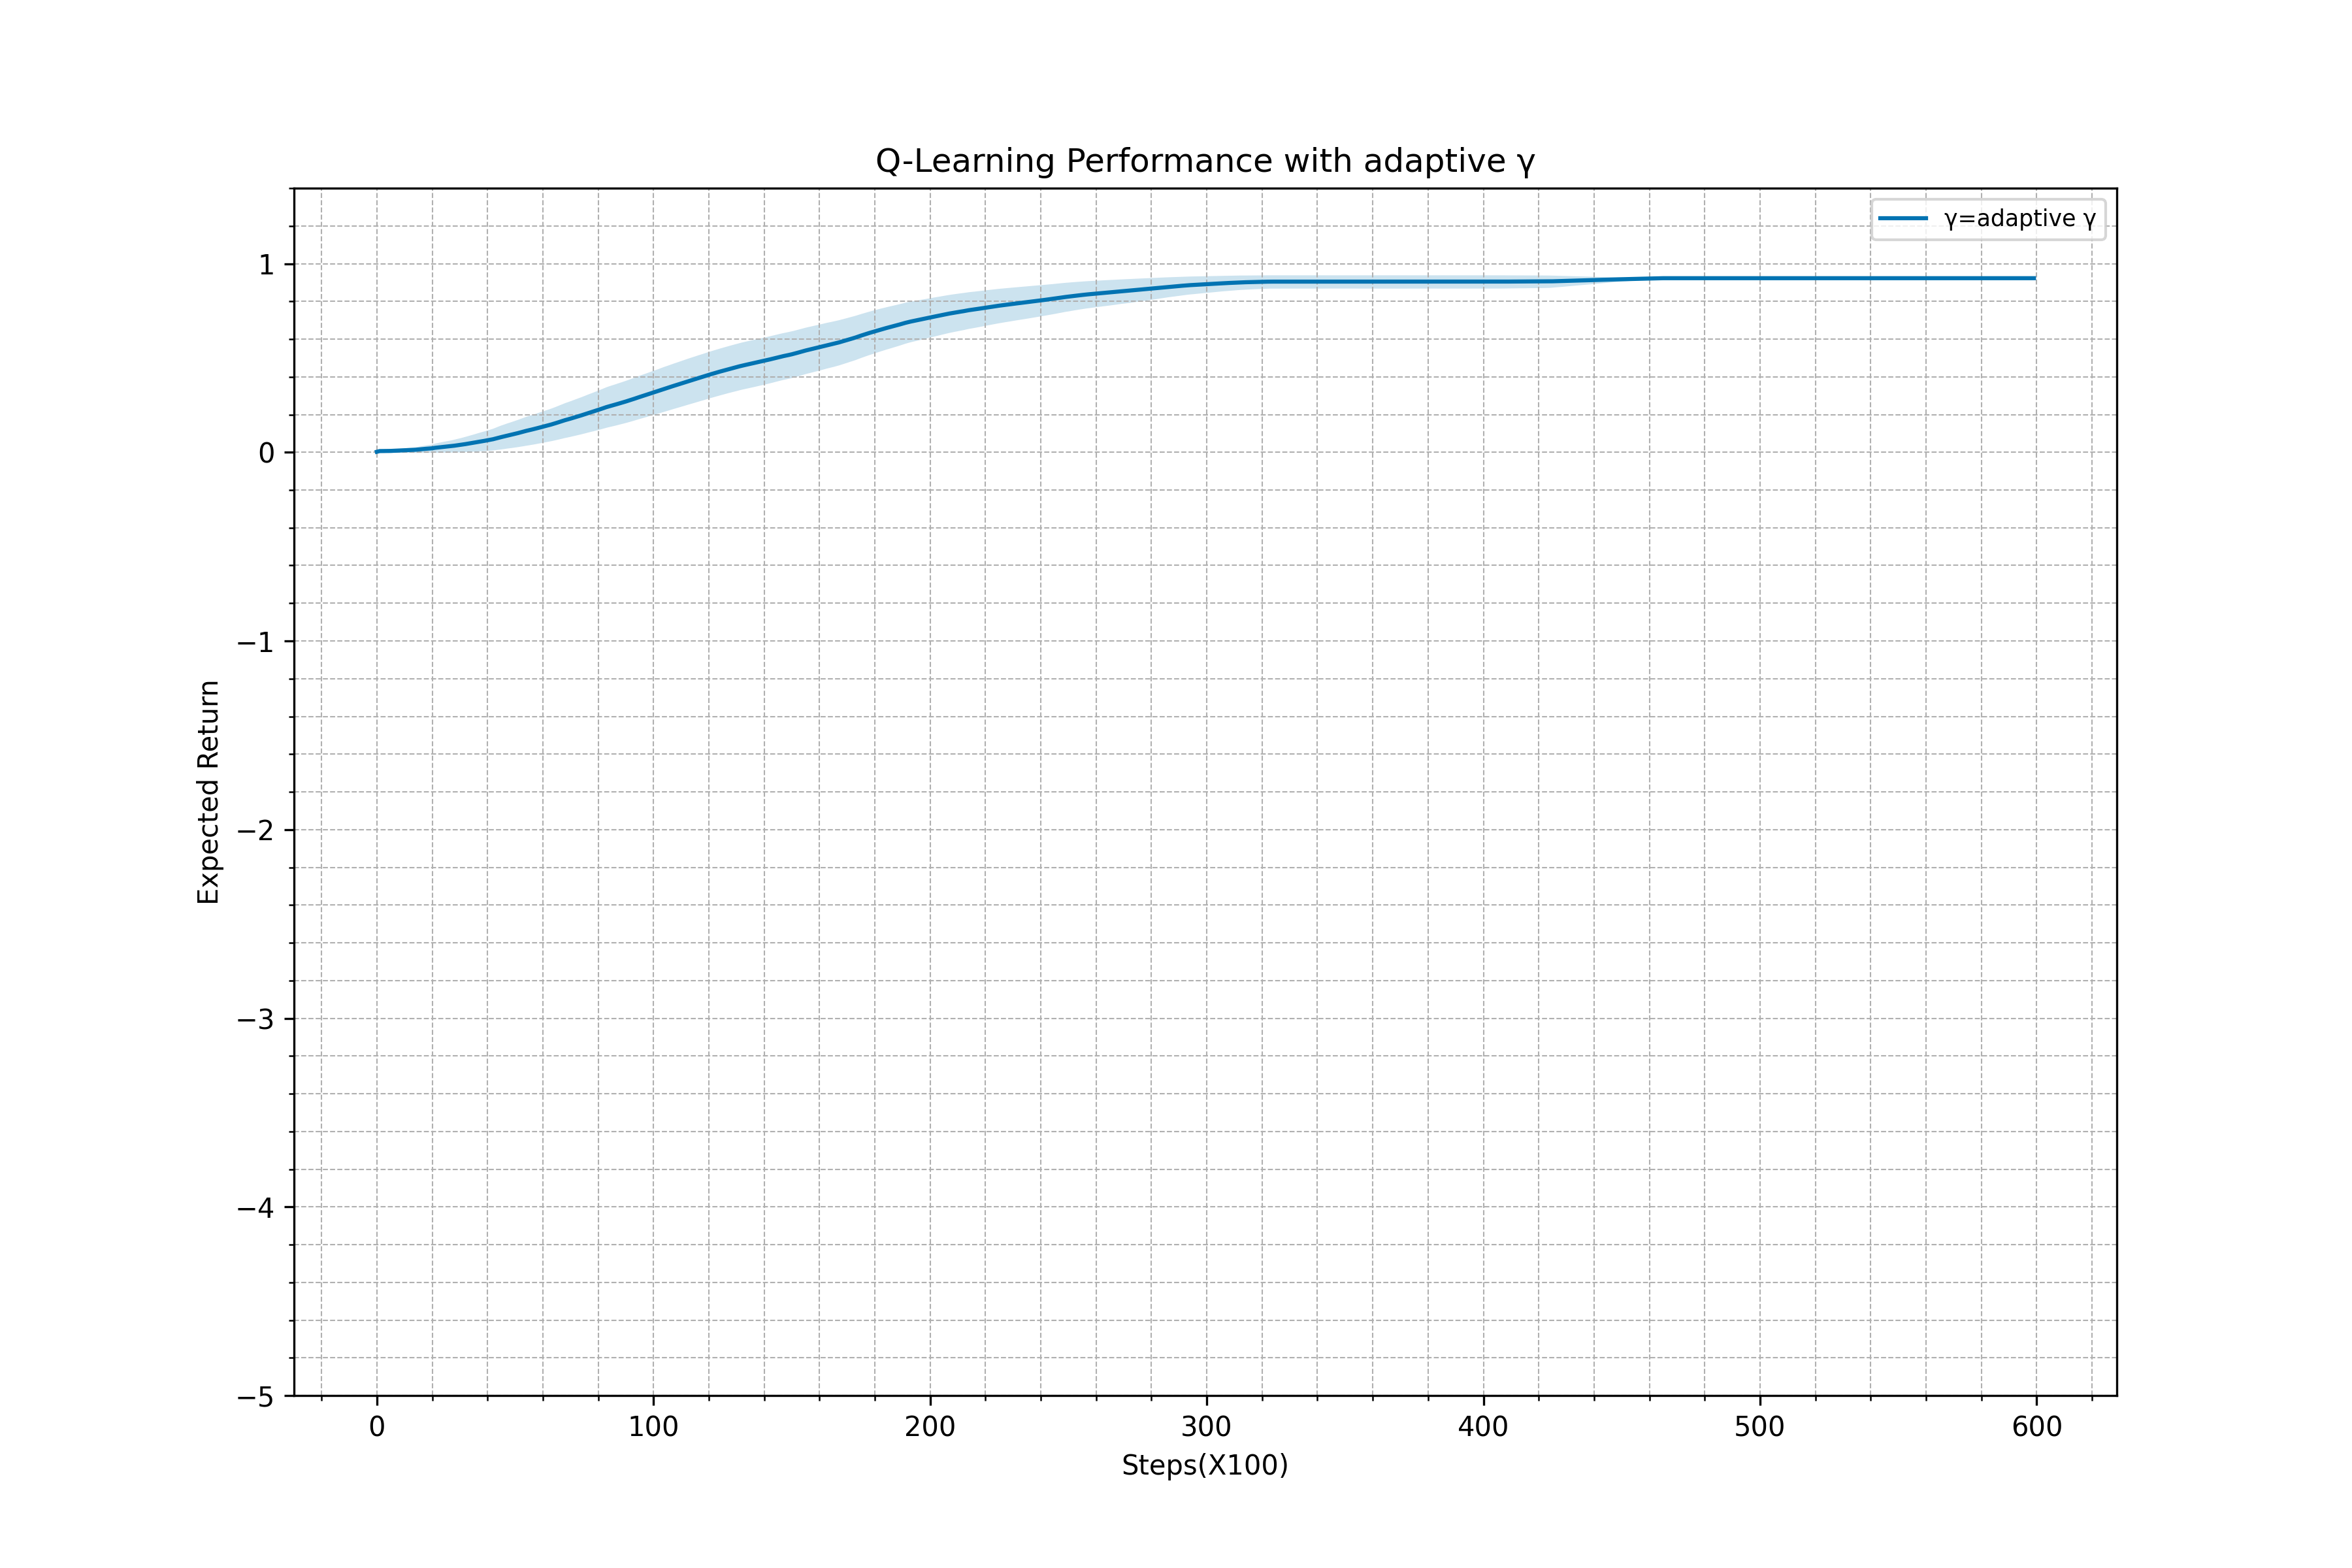 Q-Learning Performance with adaptive γ
γ=adaptive γ
1
0
−1
−2
−3
−4
−5
Expected Return
0 100 200 300 400 500 600
Steps(X100)